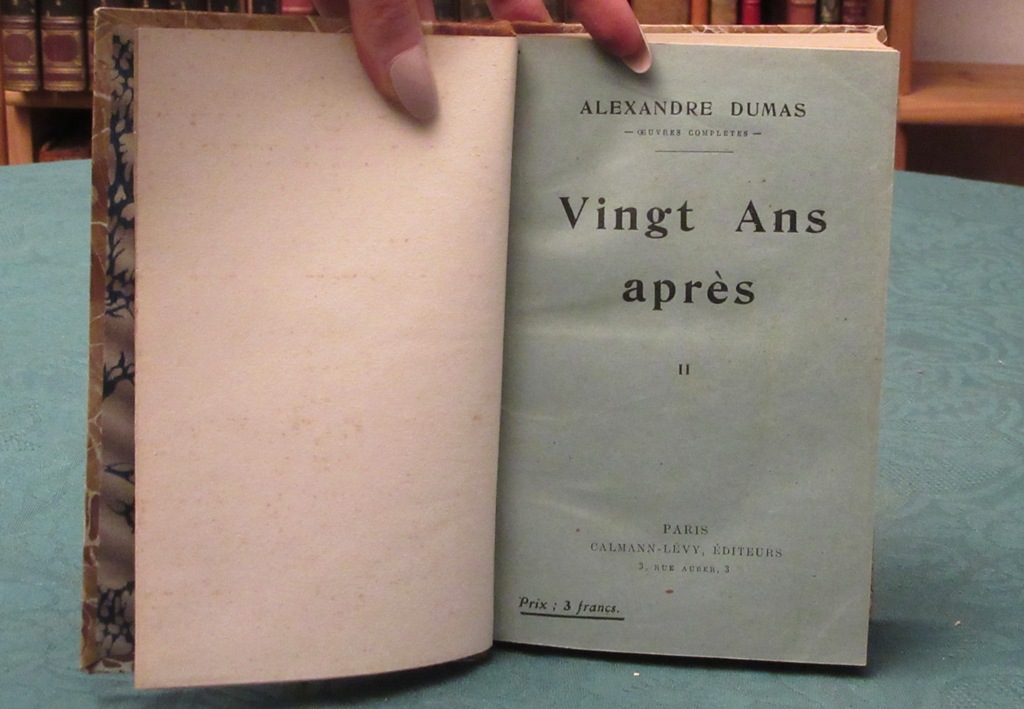 ALEXANDRE DUMAS
— ŒUVRES COMPLÈTES —
Vingt Ans
après
II
PARIS
CALMANN-LÉVY, ÉDITEURS
3, RUE AUBER, 3
Prix : 3 francs.